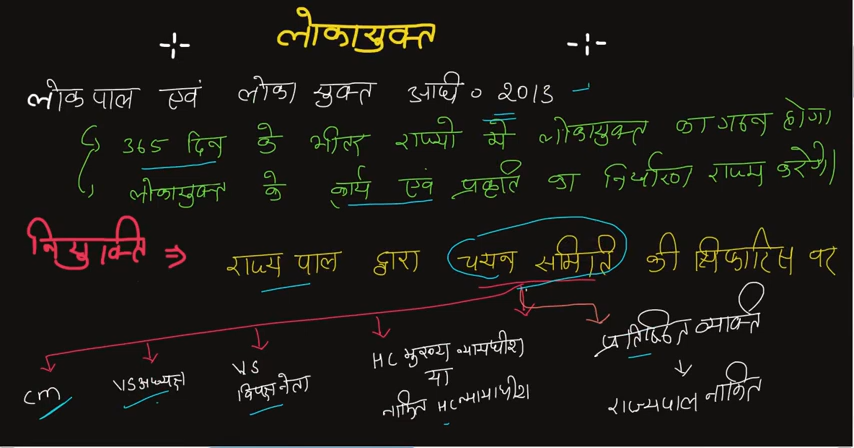 लोकायुक्त
लोकपाल एवं लोकायुक्त अधि० 2013
365 दिन के भीतर राज्यो में लोकायुक्त का गठन होगा।
लोकायुक्त के कार्य एवं प्रकृति का निर्धारण राज्य करेंगे।
नियुक्ति ⇒ राज्यपाल द्वारा चयन समिति की सिफारिस पर
CM
VS अध्यक्ष
VS विपक्ष नेता
HC मुख्य न्यायधीश
या
नामित HC न्यायाधीश
प्रतिष्ठित व्यक्ति
राज्यपाल नामित